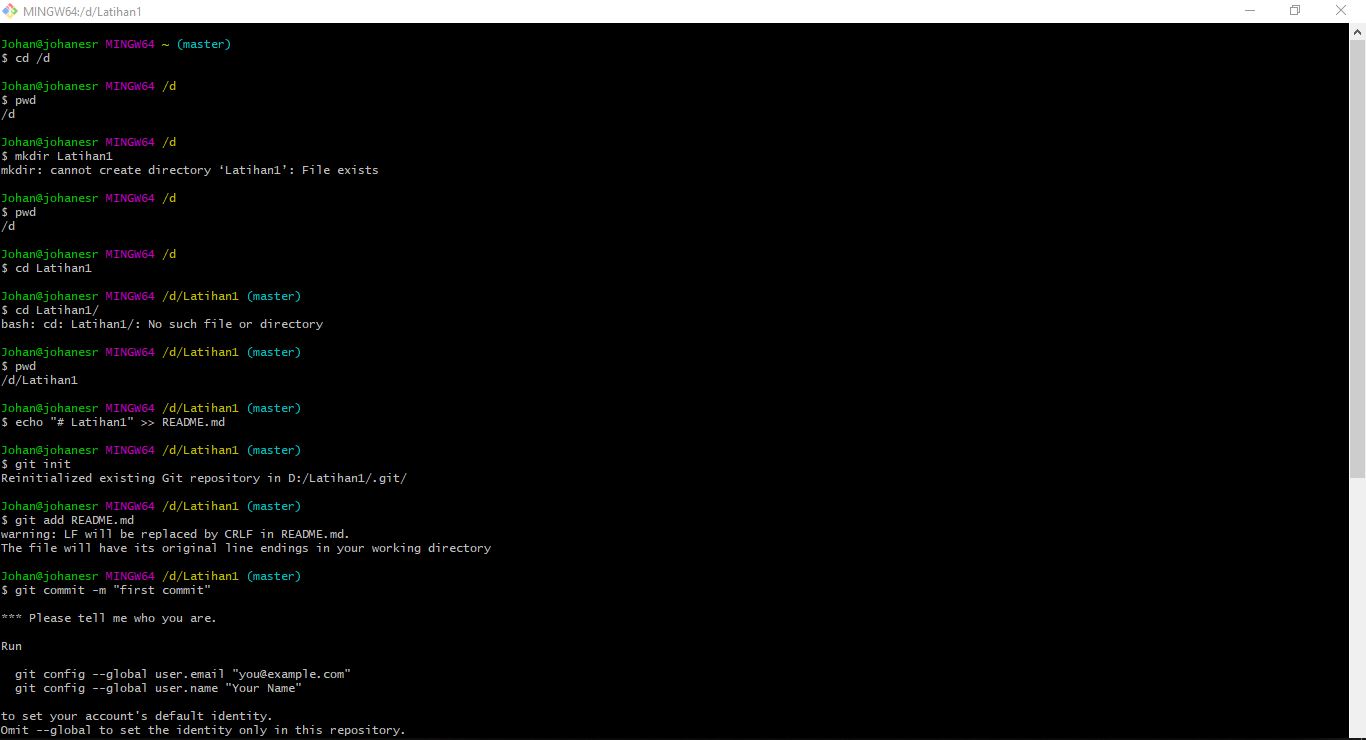 MINGW64:/d/Latihan1
Johan@johanesr MINGW64 ~ (master)
$ cd /d
Johan@johanesr MINGW64 /d
$ pwd
/d
Johan@johanesr MINGW64 /d
$ mkdir Latihan1
mkdir: cannot create directory ‘Latihan1’: File exists
Johan@johanesr MINGW64 /d
$ pwd
/d
Johan@johanesr MINGW64 /d
$ cd Latihan1
Johan@johanesr MINGW64 /d/Latihan1 (master)
$ cd Latihan1/
bash: cd: Latihan1/: No such file or directory
Johan@johanesr MINGW64 /d/Latihan1 (master)
$ pwd
/d/Latihan1
Johan@johanesr MINGW64 /d/Latihan1 (master)
$ echo "# Latihan1" >> README.md
Johan@johanesr MINGW64 /d/Latihan1 (master)
$ git init
Reinitialized existing Git repository in D:/Latihan1/.git/
Johan@johanesr MINGW64 /d/Latihan1 (master)
$ git add README.md
warning: LF will be replaced by CRLF in README.md.
The file will have its original line endings in your working directory
Johan@johanesr MINGW64 /d/Latihan1 (master)
$ git commit -m "first commit"
*** Please tell me who you are.
Run
git config --global user.email "you@example.com"
git config --global user.name "Your Name"
to set your account's default identity.
Omit --global to set the identity only in this repository.